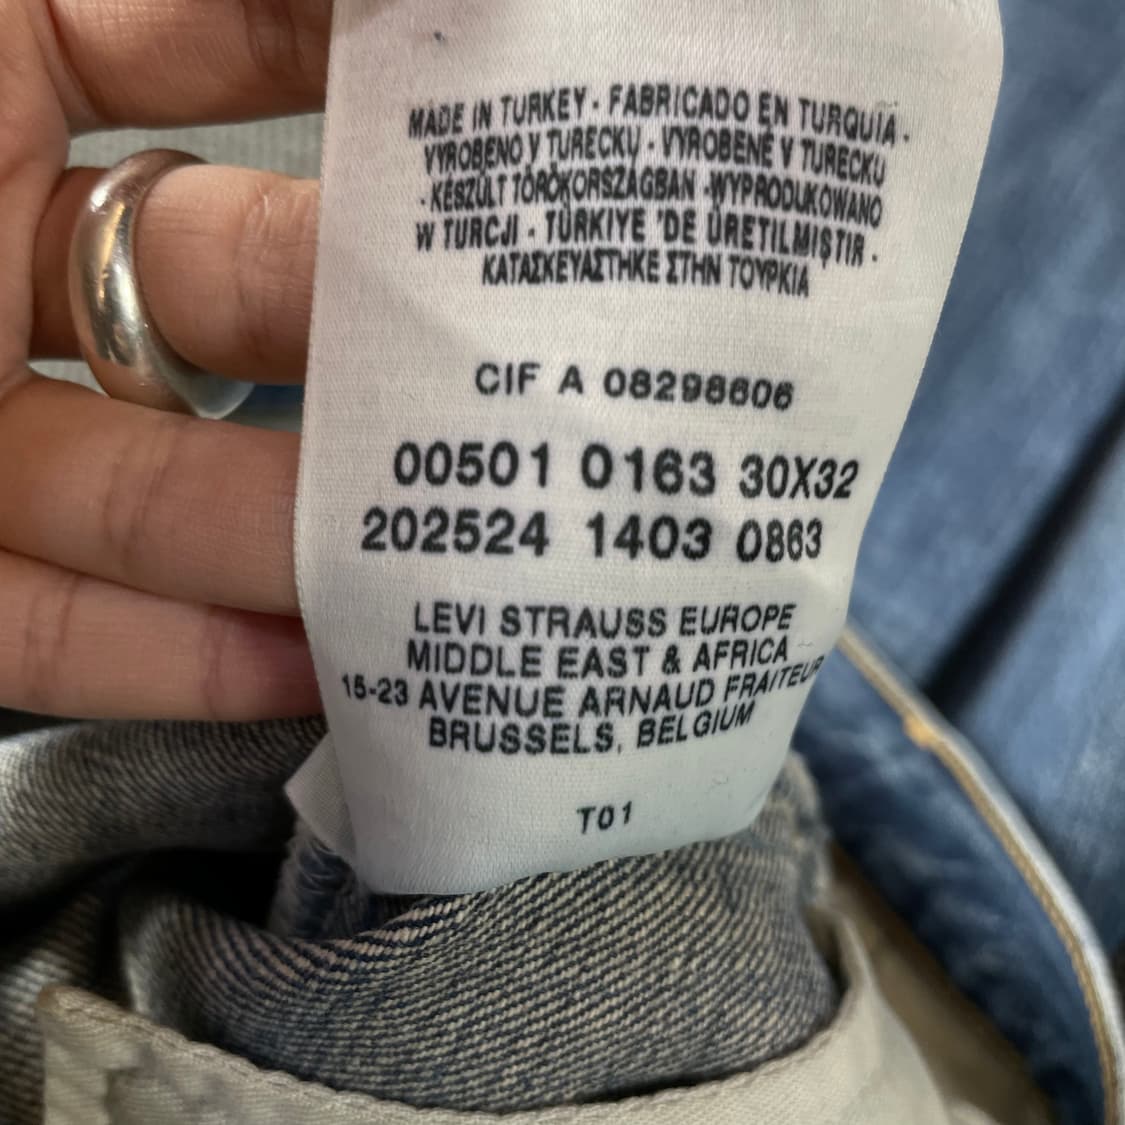 MADE IN TURKEY - FABRICADO EN TURQUIA -
VYROBENO V TURECKU - VYROBENÉ V TURECKU
- KÉSZÜLT TÖRÖKORSZÁGBAN - WYPRODUKOWANO
W TURCJI - TÜRKIYE 'DE ÜRETILMIŞTIR -
ΚΑΤΑΣΚΕΥΑΣΤΗΚΕ ΣΤΗΝ ΤΟΥΡΚΙΑ
CIF A 08298606
00501 0163 30X32
202524 1403 0863
LEVI STRAUSS EUROPE
MIDDLE EAST & AFRICA
15-23 AVENUE ARNAUD FRAITEUR
BRUSSELS, BELGIUM
T01